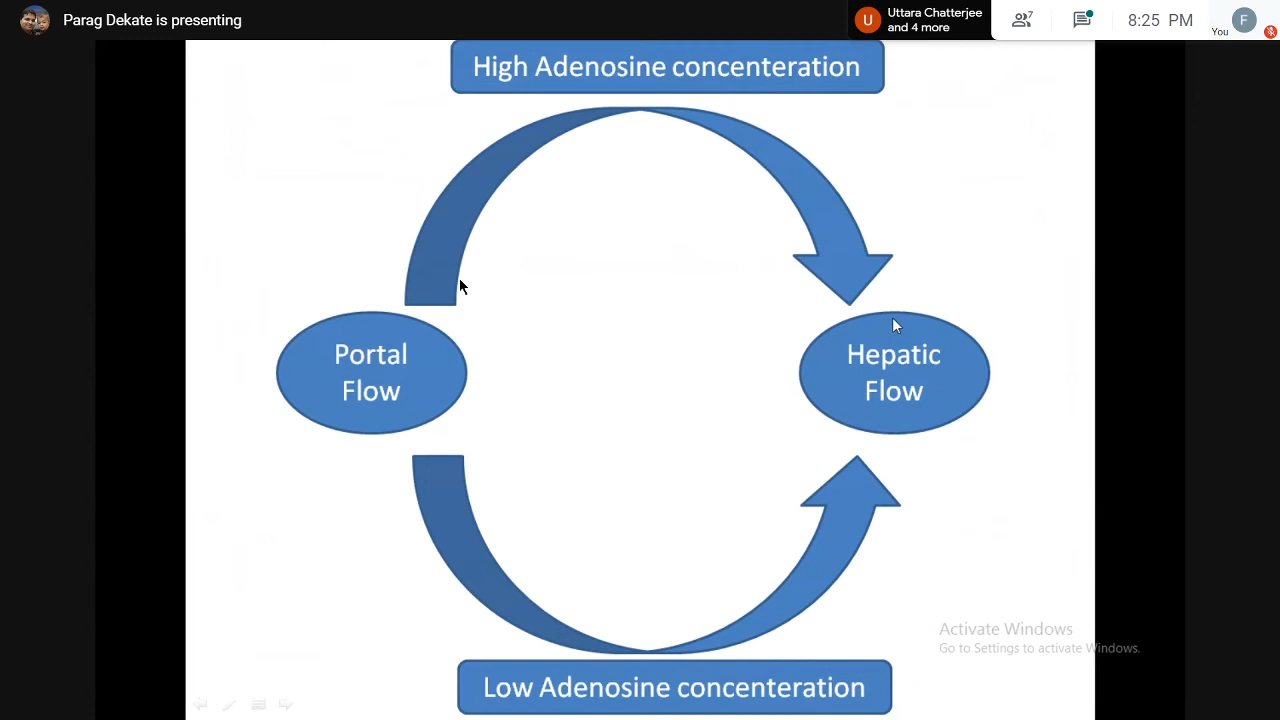 Parag Dekate is presenting
U
Uttara Chatterjee
and 4 more
7
8:25 PM
You
F
High Adenosine concenteration
Portal
Flow
Hepatic
Flow
Activate Windows
Go to Settings to activate Windows.
Low Adenosine concenteration